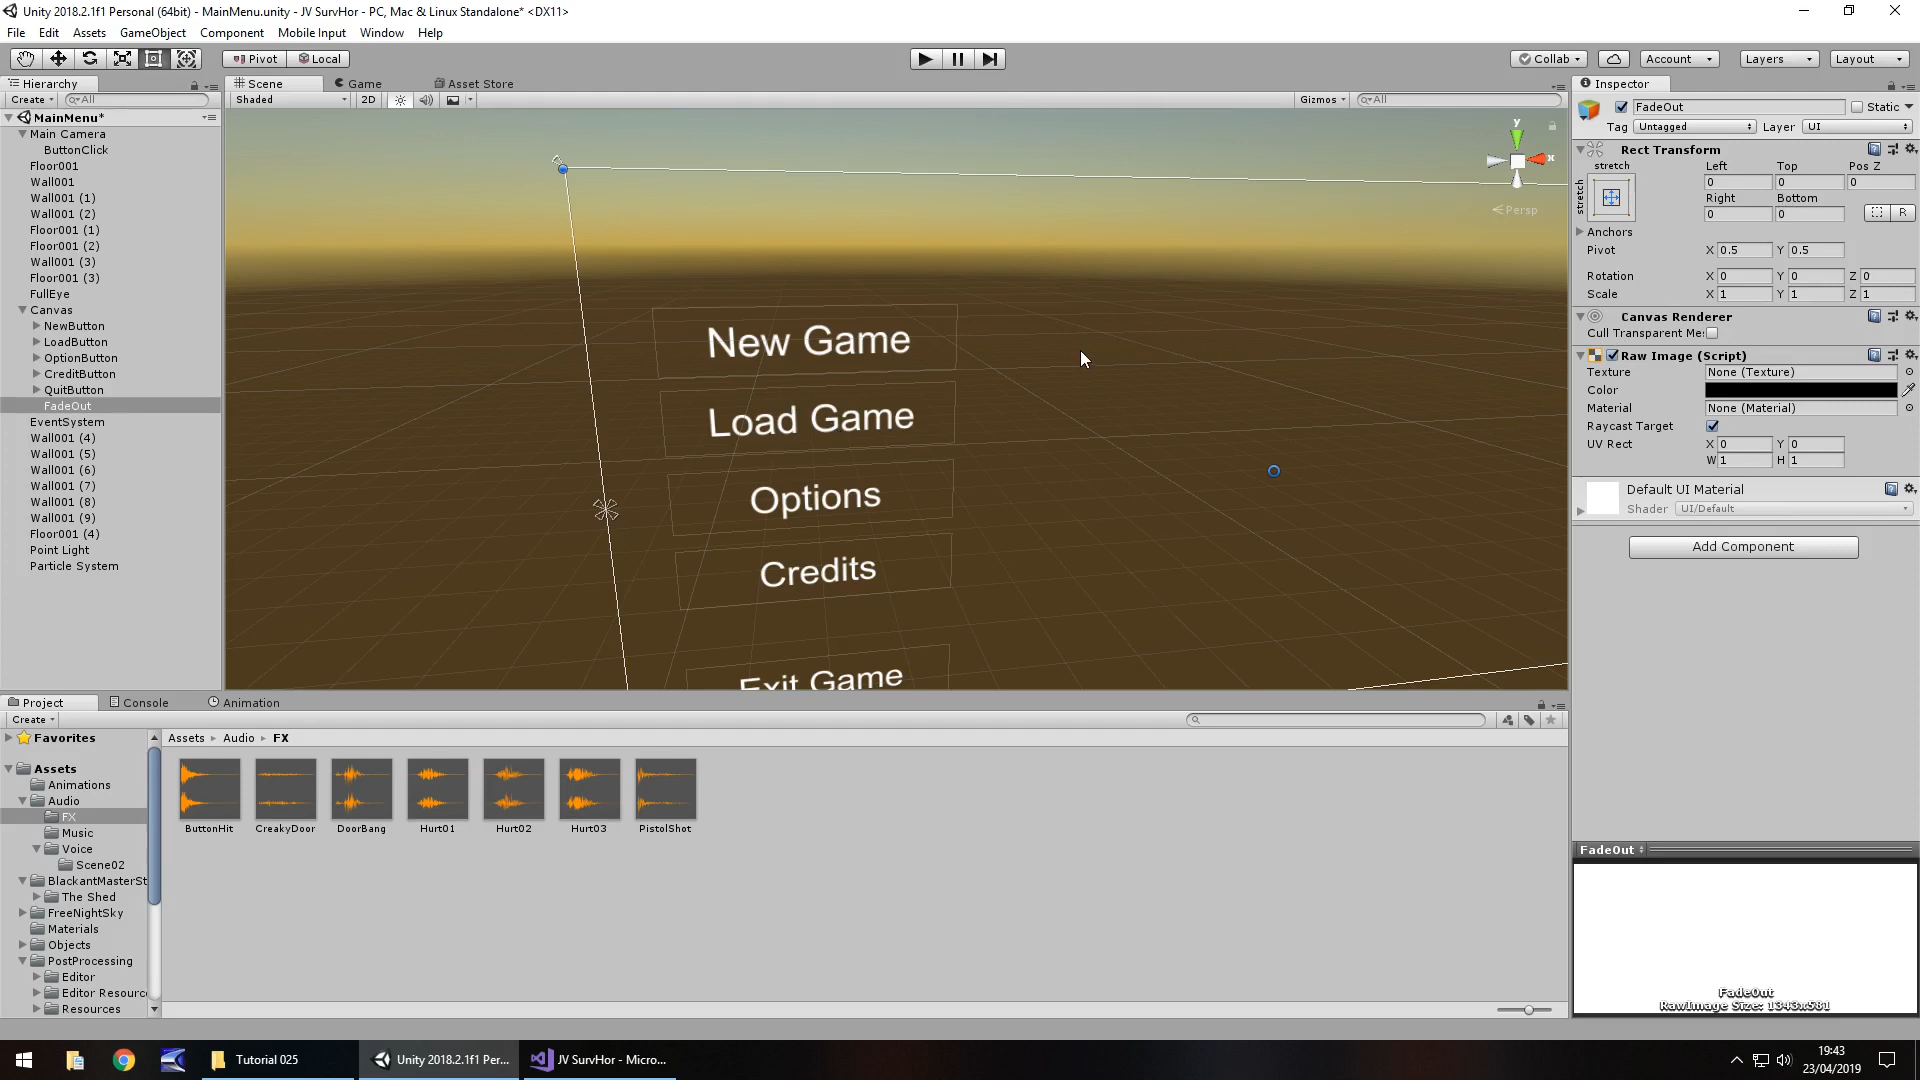 Unity 2018.2.1f1 Personal (64bit) - MainMenu.unity - JV SurvHor - PC, Mac & Linux Standalone* <DX11>
File Edit Assets GameObject Component Mobile Input Window Help
Pivot Local Collab Account Layers Layout
Hierarchy Scene Game Asset Store Inspector
Create All Shaded 2D Gizmos All
MainMenu*
Main Camera
ButtonClick
Floor001
Wall001
Wall001 (1)
Wall001 (2)
Floor001 (1)
Floor001 (2)
Wall001 (3)
Floor001 (3)
FullEye
Canvas
NewButton
LoadButton
OptionButton
CreditButton
QuitButton
FadeOut
EventSystem
Wall001 (4)
Wall001 (5)
Wall001 (6)
Wall001 (7)
Wall001 (8)
Wall001 (9)
Floor001 (4)
Point Light
Particle System
y
x
Persp
New Game
Load Game
Options
Credits
Exit Game
FadeOut Static
Tag Untagged Layer UI
Rect Transform
stretch Left Top Pos Z
stretch 0 0 0
Right Bottom
0 0 R
Anchors
Pivot X 0.5 Y 0.5
Rotation X 0 Y 0 Z 0
Scale X 1 Y 1 Z 1
Canvas Renderer
Cull Transparent Me
Raw Image (Script)
Texture None (Texture)
Color
Material None (Material)
Raycast Target
UV Rect X 0 Y 0
W 1 H 1
Default UI Material
Shader UI/Default
Add Component
FadeOut
FadeOut
RawImage Size: 1343x581
Project Console Animation
Create
Favorites
Assets
Animations
Audio
FX
Music
Voice
Scene02
BlackantMasterSt
The Shed
FreeNightSky
Materials
Objects
PostProcessing
Editor
Editor Resourc
Resources
Assets Audio FX
ButtonHit CreakyDoor DoorBang Hurt01 Hurt02 Hurt03 PistolShot
Tutorial 025 Unity 2018.2.1f1 Per... JV SurvHor - Micro...
19:43
23/04/2019